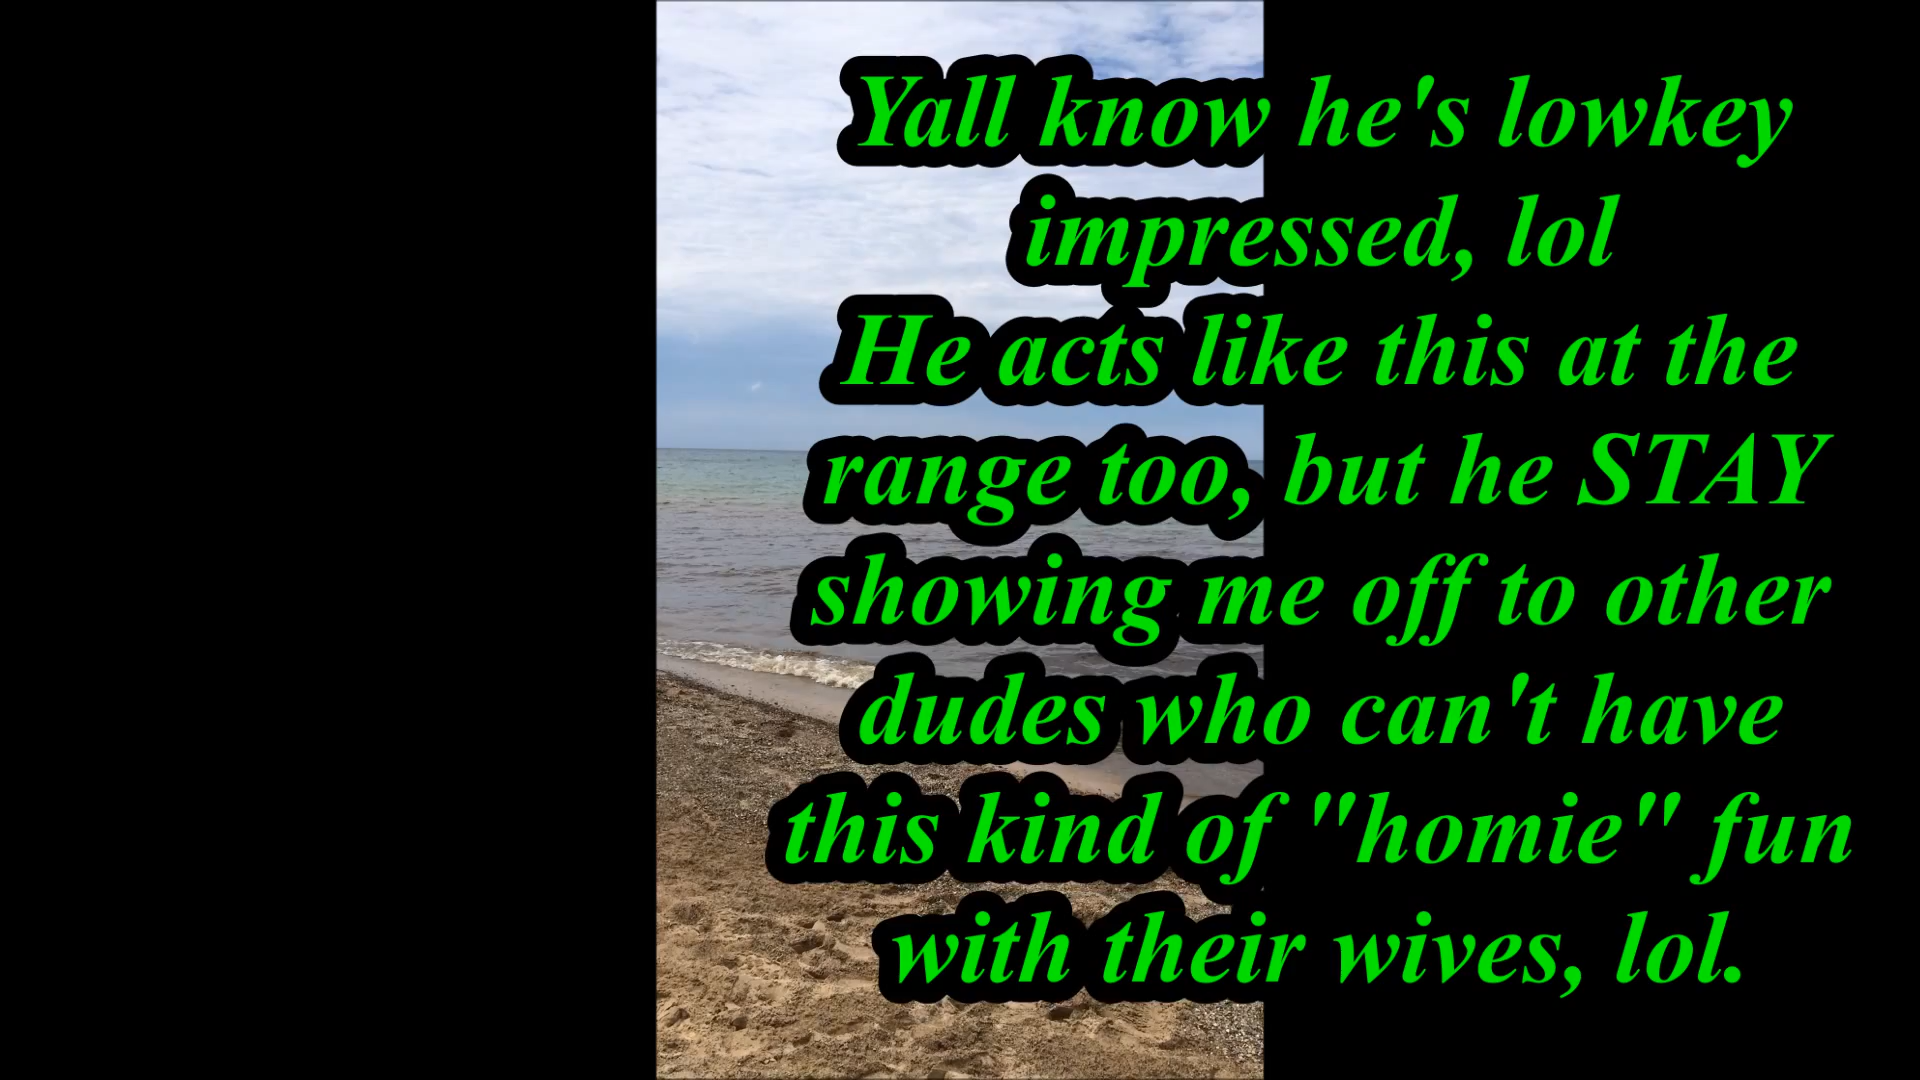 Yall know he's lowkey
impressed, lol
He acts like this at the
range too, but he STAY
showing me off to other
dudes who can't have
this kind of "homie" fun
with their wives, lol.